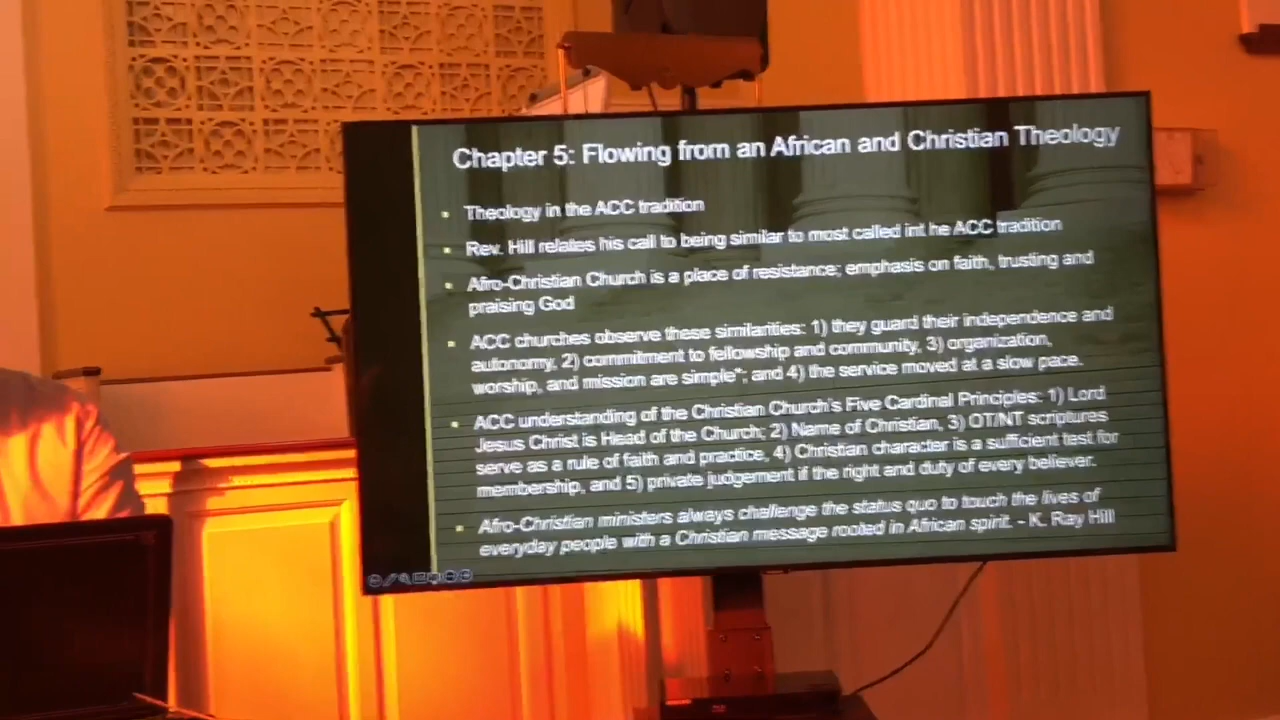 Chapter 5: Flowing from an African and Christian Theology
Theology in the ACC tradition
Rev. Hill relates his call to being similar to most called int he ACC tradition
Afro-Christian Church is a place of resistance; emphasis on faith, trusting and
praising God
ACC churches observe these similarities: 1) they guard their independence and
autonomy, 2) commitment to fellowship and community, 3) organization,
worship, and mission are simple*; and 4) the service moved at a slow pace.
ACC understanding of the Christian Church's Five Cardinal Principles: 1) Lord
Jesus Christ is Head of the Church; 2) Name of Christian, 3) OT/NT scriptures
serve as a rule of faith and practice, 4) Christian character is a sufficient test for
membership, and 5) private judgement if the right and duty of every believer.
Afro-Christian ministers always challenge the status quo to touch the lives of
everyday people with a Christian message rooted in African spirit. - K. Ray Hill